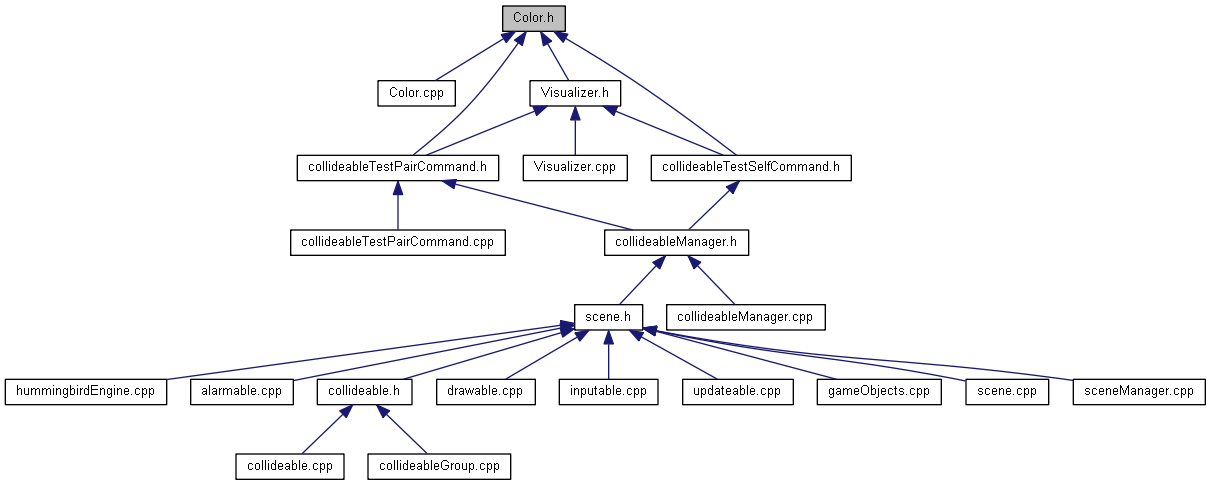 Color.h
Color.cpp
Visualizer.h
collideableTestPairCommand.h
Visualizer.cpp
collideableTestSelfCommand.h
collideableTestPairCommand.cpp
collideableManager.h
scene.h
collideableManager.cpp
hummingbirdEngine.cpp
alarmable.cpp
collideable.h
drawable.cpp
inputable.cpp
updateable.cpp
gameObjects.cpp
scene.cpp
sceneManager.cpp
collideable.cpp
collideableGroup.cpp